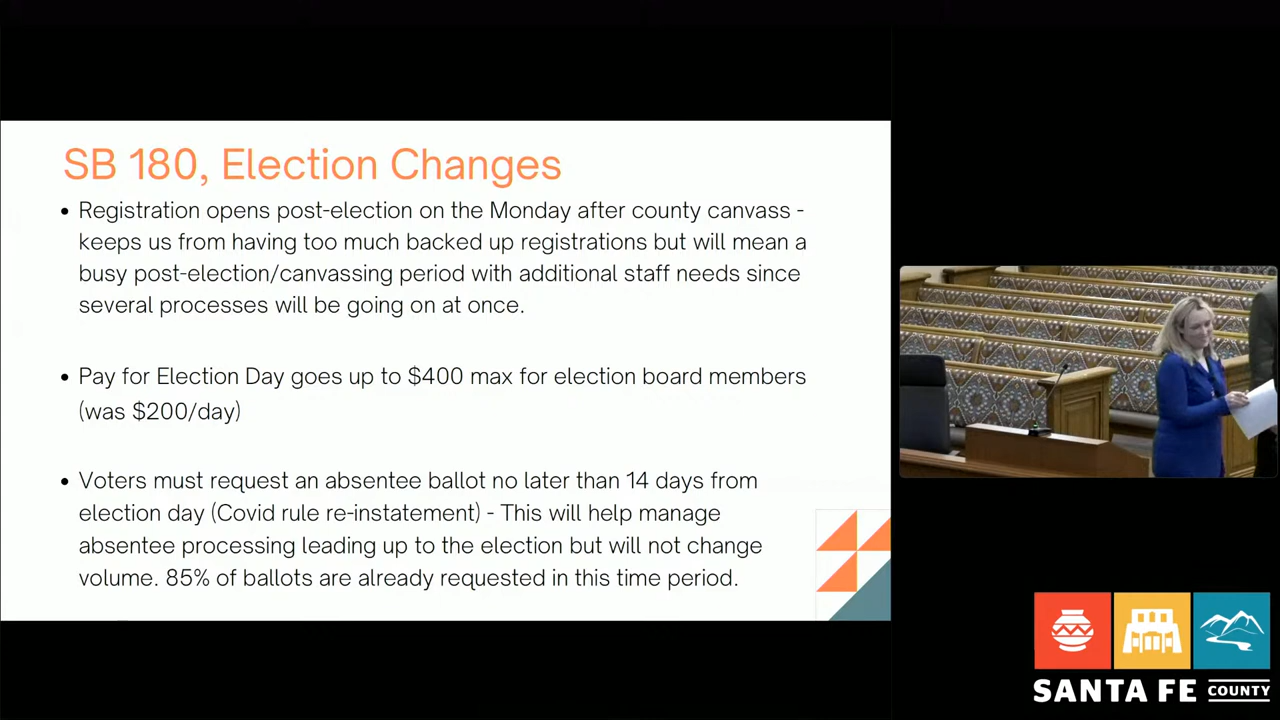 SB 180, Election Changes
• Registration opens post-election on the Monday after county canvass -
keeps us from having too much backed up registrations but will mean a
busy post-election/canvassing period with additional staff needs since
several processes will be going on at once.
• Pay for Election Day goes up to $400 max for election board members
(was $200/day)
• Voters must request an absentee ballot no later than 14 days from
election day (Covid rule re-instatement) - This will help manage
absentee processing leading up to the election but will not change
volume. 85% of ballots are already requested in this time period.
SANTA FE COUNTY